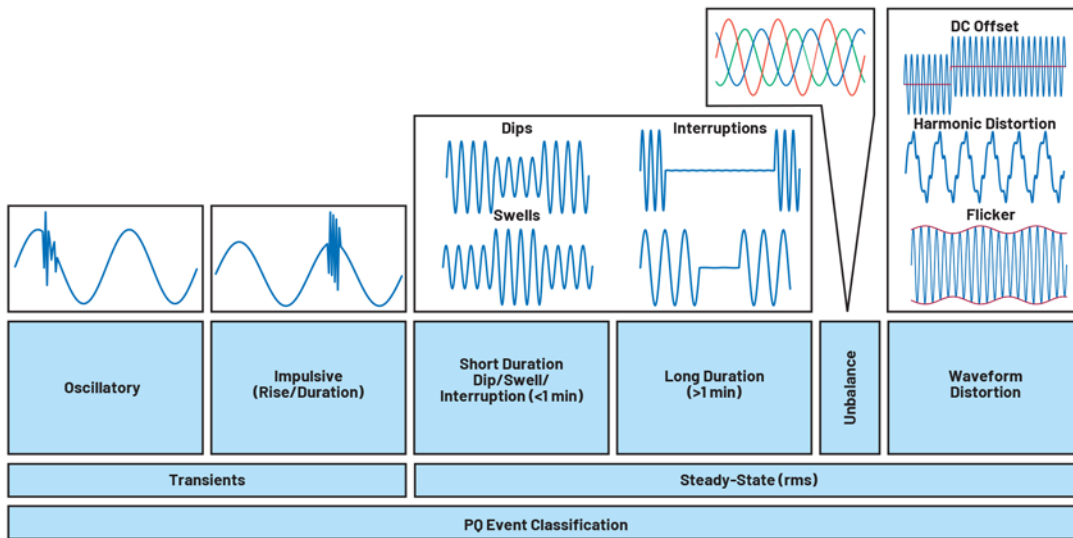 DC Offset
Dips
Interruptions
Harmonic Distortion
Swells
Flicker
Oscillatory
Impulsive
(Rise/Duration)
Short Duration
Dip/Swell/
Interruption (<1 min)
Long Duration
(>1 min)
Unbalance
Waveform
Distortion
Transients
Steady-State (rms)
PQ Event Classification